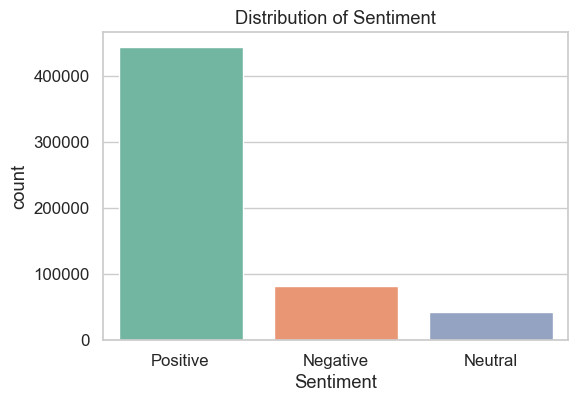 Distribution of Sentiment
400000
300000
200000
100000
0
count
Positive Negative Neutral
Sentiment